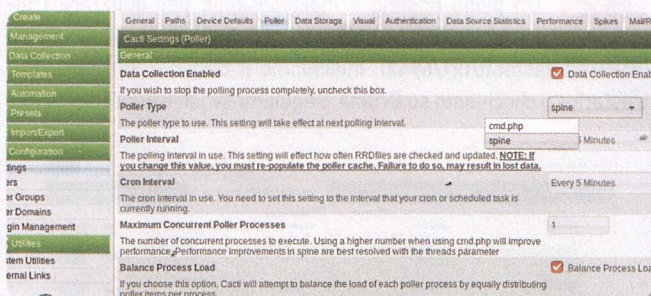 Create
Management
Data Collection
Templates
Automation
Presets
Import/Export
Configuration
tings
ers
er Groups
er Domains
gin Management
Utilities
stem Utilities
ernal Links
General Paths Device Defaults Poller Data Storage Visual Authentication Data Source Statistics Performance Spikes Mail/R
Cacti Settings (Poller)
General
Data Collection Enabled
Data Collection Enab
If you wish to stop the polling process completely, uncheck this box.
Poller Type
spine
The poller type to use. This setting will take effect at next polling interval.
cmd.php
spine
Poller Interval
5 Minutes
The polling interval in use. This setting will effect how often RRDfiles are checked and updated. NOTE: If
you change this value, you must re-populate the poller cache. Failure to do so, may result in lost data.
Cron Interval
Every 5 Minutes
The cron interval in use. You need to set this setting to the interval that your cron or scheduled task is
currently running.
Maximum Concurrent Poller Processes
1
The number of concurrent processes to execute. Using a higher number when using cmd.php will improve
performance. Performance improvements in spine are best resolved with the threads parameter
Balance Process Load
Balance Process Loa
If you choose this option, Cacti will attempt to balance the load of each poller process by equally distributing
poller items per process.